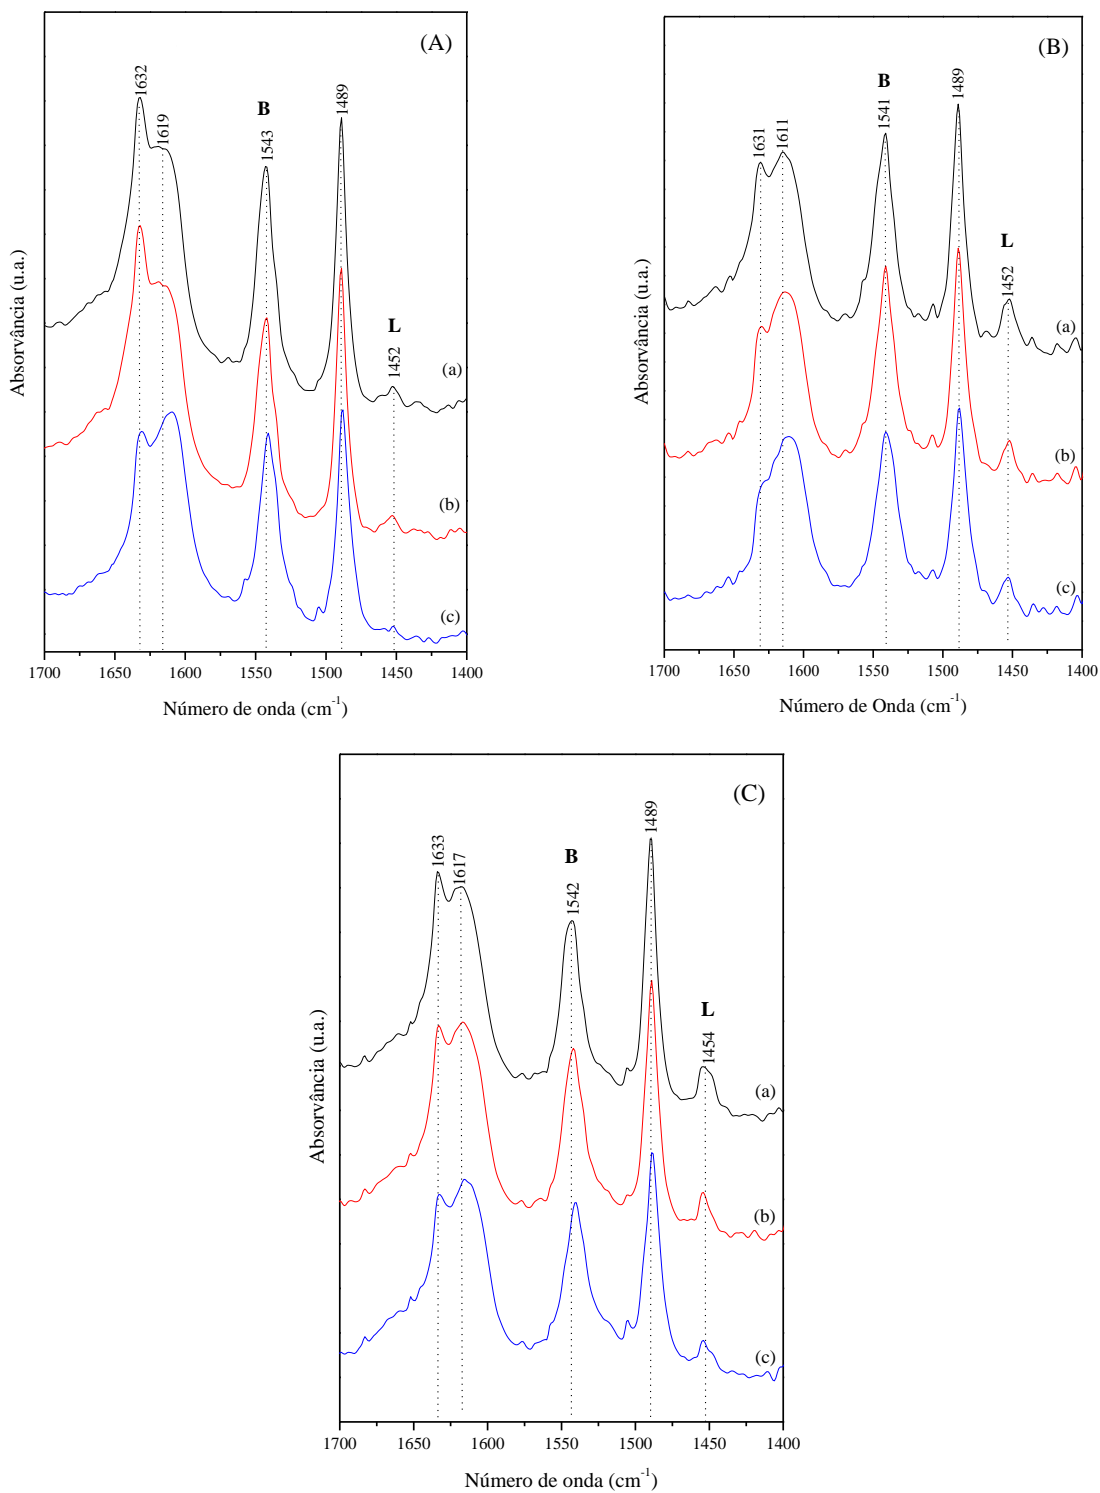 (A)
1632
1619
B
1543
1489
L
1452
(a)
(b)
(c)
Absorvância (u.a.)
1700 1650 1600 1550 1500 1450 1400
Número de onda (cm-1)
(B)
1631
1611
B
1541
1489
L
1452
(a)
(b)
(c)
Absorvância (u.a.)
1700 1650 1600 1550 1500 1450 1400
Número de Onda (cm-1)
(C)
1633
1617
B
1542
1489
L
1454
(a)
(b)
(c)
Absorvância (u.a.)
1700 1650 1600 1550 1500 1450 1400
Número de onda (cm-1)